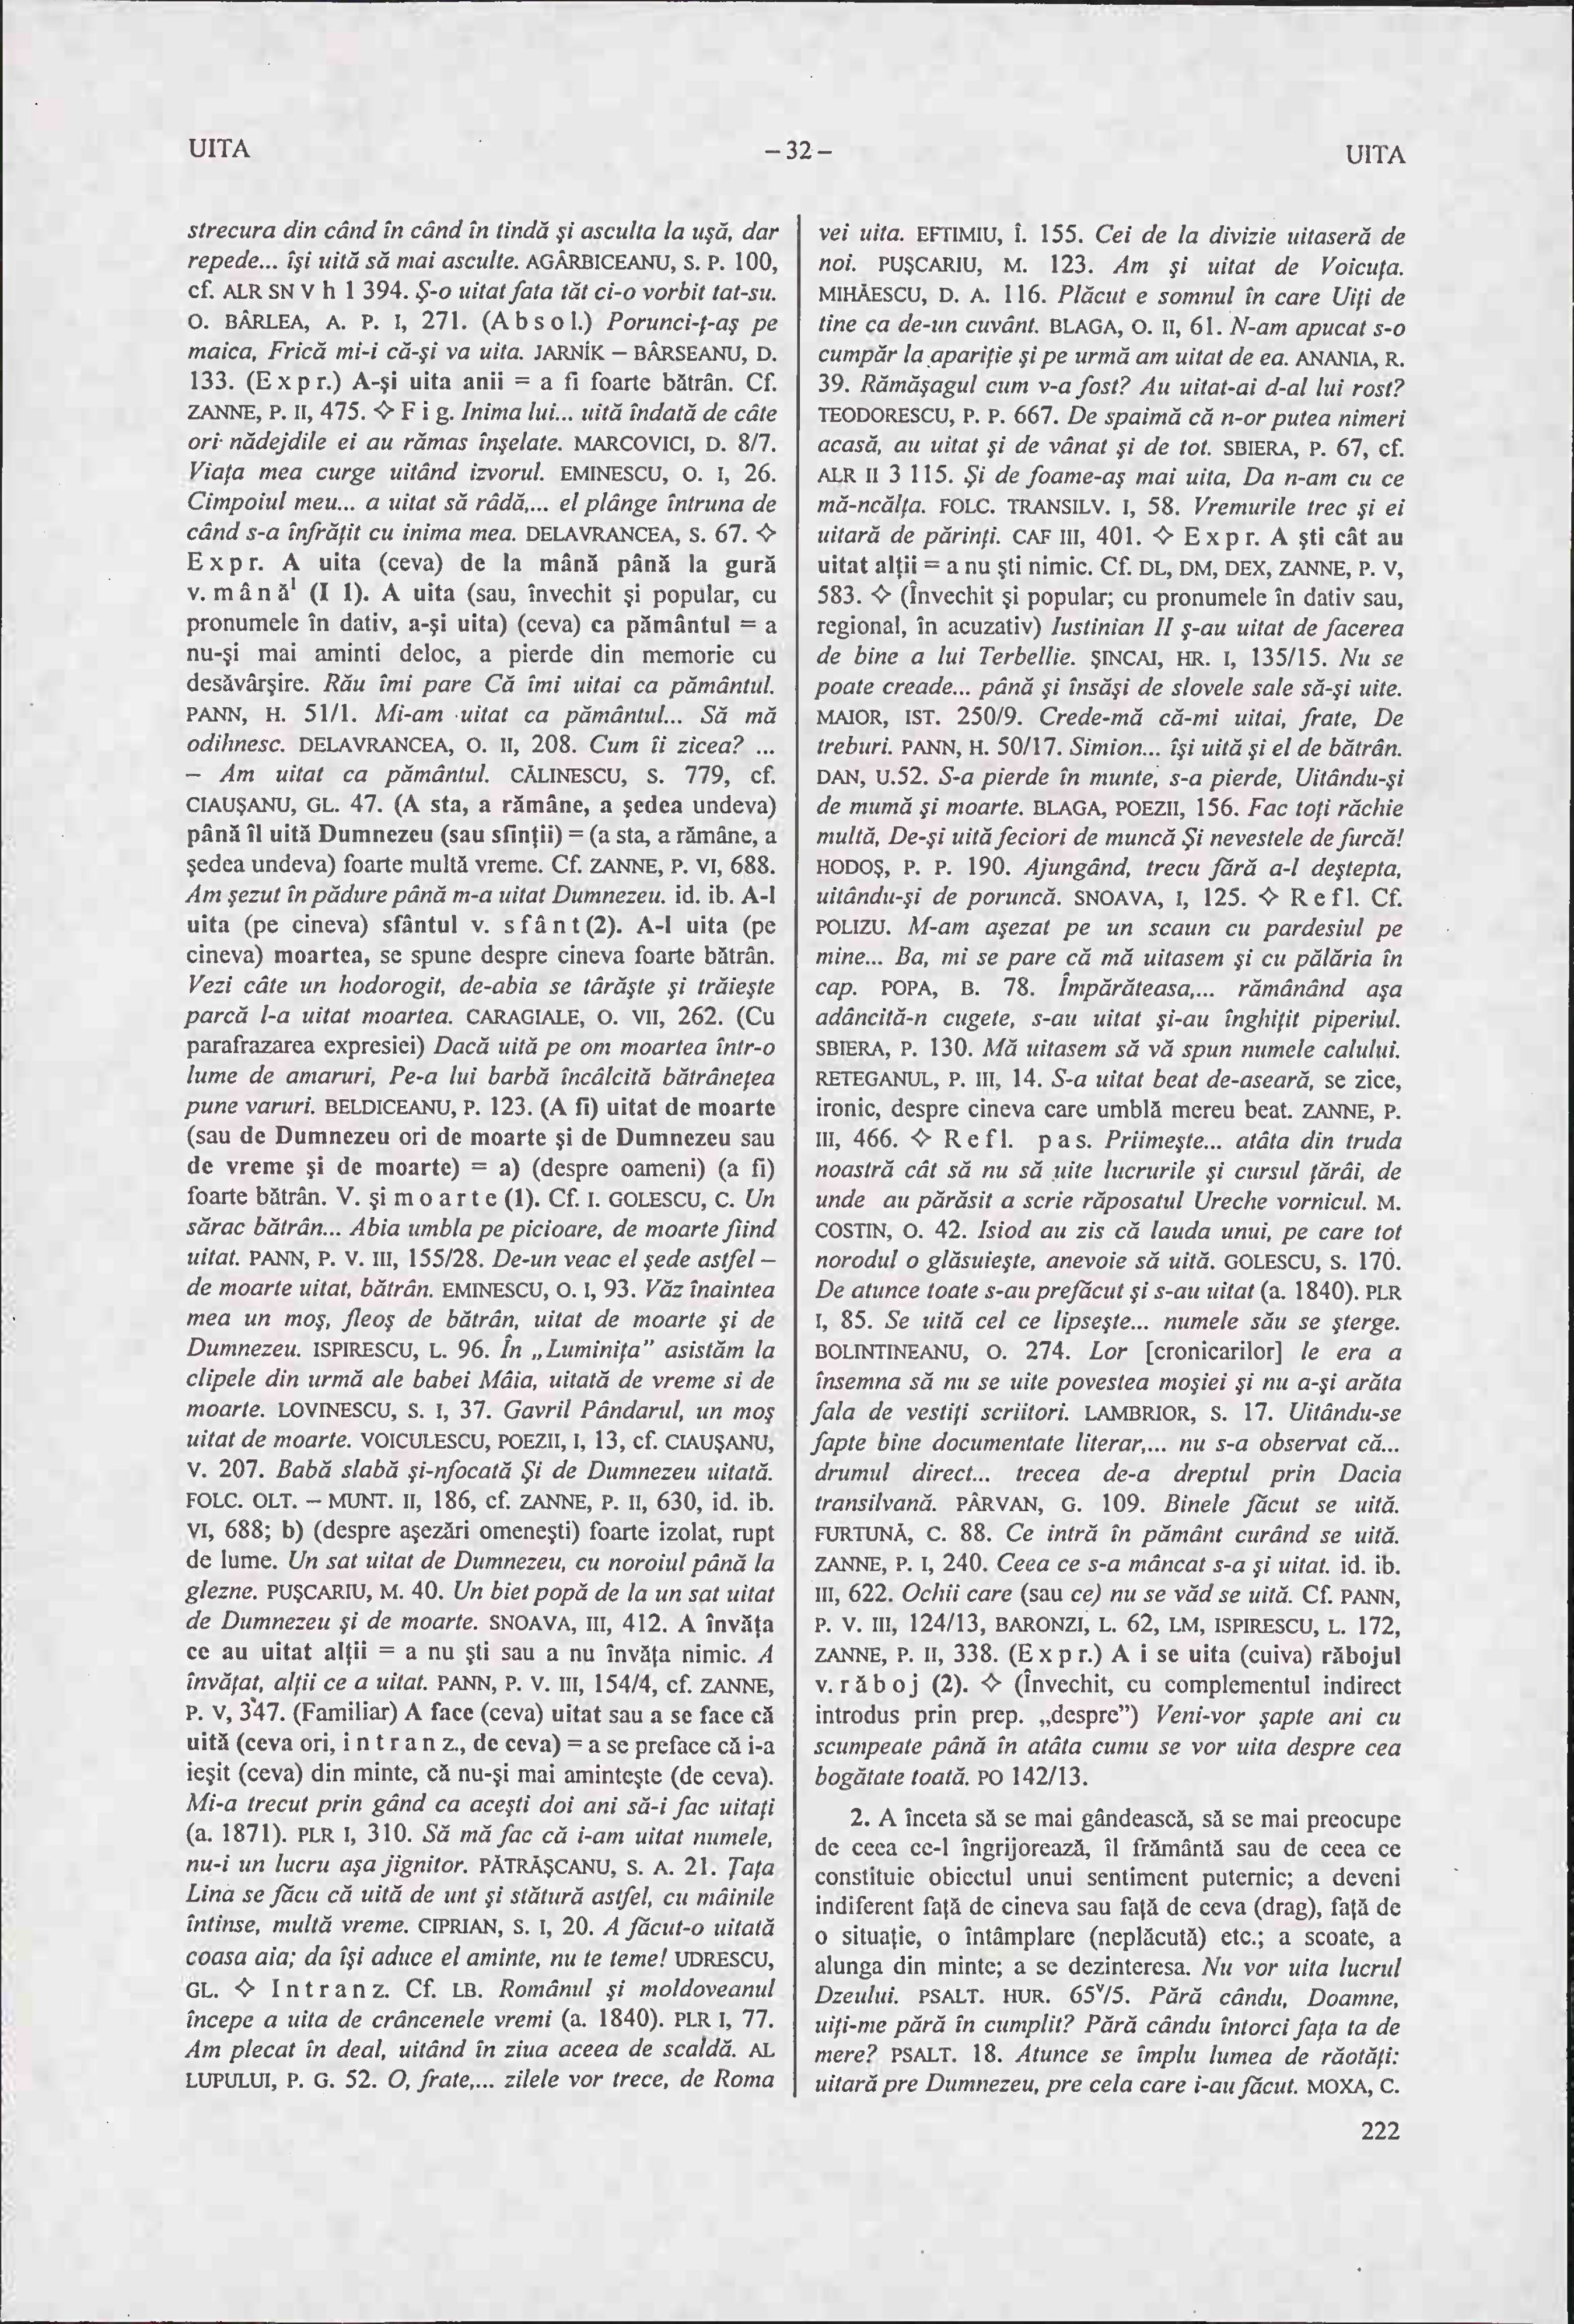 UITA
– 32 –
UITA
strecura din când în când în tindă şi asculta la uşă, dar
repede... îşi uită să mai asculte. AGÂRBICEANU, S. P. 100,
cf. ALR SN V h 1 394. Ş-o uitat fata tăt ci-o vorbit tat-su.
O. BÂRLEA, A. P. I, 271. (Absol.) Porunci-ţ-aş pe
maica, Frică mi-i că-şi va uita. JARNÍK – BÂRSEANU, D.
133. (Expr.) A-şi uita anii = a fi foarte bătrân. Cf.
ZANNE, P. II, 475. ◊ Fig. Inima lui... uită îndată de câte
ori nădejdile ei au rămas înşelate. MARCOVICI, D. 8/7.
Viaţa mea curge uitând izvorul. EMINESCU, O. I, 26.
Cimpoiul meu... a uitat să râdă,... el plânge întruna de
când s-a înfrăţit cu inima mea. DELAVRANCEA, S. 67. ◊
Expr. A uita (ceva) de la mână până la gură
v. mână¹ (I 1). A uita (sau, învechit şi popular, cu
pronumele în dativ, a-şi uita) (ceva) ca pământul = a
nu-şi mai aminti deloc, a pierde din memorie cu
desăvârşire. Rău îmi pare Că îmi uitai ca pământul.
PANN, H. 51/1. Mi-am uitat ca pământul... Să mă
odihnesc. DELAVRANCEA, O. II, 208. Cum îi zicea? ...
– Am uitat ca pământul. CĂLINESCU, S. 779, cf.
CIAUŞANU, GL. 47. (A sta, a rămâne, a şedea undeva)
până îl uită Dumnezeu (sau sfinţii) = (a sta, a rămâne, a
şedea undeva) foarte multă vreme. Cf. ZANNE, P. VI, 688.
Am şezut în pădure până m-a uitat Dumnezeu. id. ib. A-l
uita (pe cineva) sfântul v. sfânt (2). A-l uita (pe
cineva) moartea, se spune despre cineva foarte bătrân.
Vezi câte un hodorogit, de-abia se târăşte şi trăieşte
parcă l-a uitat moartea. CARAGIALE, O. VII, 262. (Cu
parafrazarea expresiei) Dacă uită pe om moartea într-o
lume de amaruri, Pe-a lui barbă încâlcită bătrâneţea
pune varuri. BELDICEANU, P. 123. (A fi) uitat de moarte
(sau de Dumnezeu ori de moarte şi de Dumnezeu sau
de vreme şi de moarte) = a) (despre oameni) (a fi)
foarte bătrân. V. şi moarte (1). Cf. I. GOLESCU, C. Un
sărac bătrân... Abia umbla pe picioare, de moarte fiind
uitat. PANN, P. V. III, 155/28. De-un veac el şede astfel –
de moarte uitat, bătrân. EMINESCU, O. I, 93. Văz înaintea
mea un moş, fleoş de bătrân, uitat de moarte şi de
Dumnezeu. ISPIRESCU, L. 96. În „Luminiţa” asistăm la
clipele din urmă ale babei Mâia, uitată de vreme si de
moarte. LOVINESCU, S. I, 37. Gavril Pândarul, un moş
uitat de moarte. VOICULESCU, POEZII, I, 13, cf. CIAUŞANU,
V. 207. Babă slabă şi-nfocată Şi de Dumnezeu uitată.
FOLC. OLT. – MUNT. II, 186, cf. ZANNE, P. II, 630, id. ib.
VI, 688; b) (despre aşezări omeneşti) foarte izolat, rupt
de lume. Un sat uitat de Dumnezeu, cu noroiul până la
glezne. PUŞCARIU, M. 40. Un biet popă de la un sat uitat
de Dumnezeu şi de moarte. SNOAVA, III, 412. A învăţa
ce au uitat alţii = a nu şti sau a nu învăţa nimic. A
învăţat, alţii ce a uitat. PANN, P. V. III, 154/4, cf. ZANNE,
P. V, 347. (Familiar) A face (ceva) uitat sau a se face că
uită (ceva ori, intranz., de ceva) = a se preface că i-a
ieşit (ceva) din minte, că nu-şi mai aminteşte (de ceva).
Mi-a trecut prin gând ca aceşti doi ani să-i fac uitaţi
(a. 1871). PLR I, 310. Să mă fac că i-am uitat numele,
nu-i un lucru aşa jignitor. PĂTRĂŞCANU, S. A. 21. Ţaţa
Lina se făcu că uită de unt şi stătură astfel, cu mâinile
întinse, multă vreme. CIPRIAN, S. I, 20. A făcut-o uitată
coasa aia; da îşi aduce el aminte, nu te teme! UDRESCU,
GL. ◊ Intranz. Cf. LB. Românul şi moldoveanul
începe a uita de crâncenele vremi (a. 1840). PLR I, 77.
Am plecat în deal, uitând în ziua aceea de scaldă. AL
LUPULUI, P. G. 52. O, frate,... zilele vor trece, de Roma
vei uita. EFTIMIU, Î. 155. Cei de la divizie uitaseră de
noi. PUŞCARIU, M. 123. Am şi uitat de Voicuţa.
MIHĂESCU, D. A. 116. Plăcut e somnul în care Uiţi de
tine ca de-un cuvânt. BLAGA, O. II, 61. N-am apucat s-o
cumpăr la apariţie şi pe urmă am uitat de ea. ANANIA, R.
39. Rămăşagul cum v-a fost? Au uitat-ai d-al lui rost?
TEODORESCU, P. P. 667. De spaimă că n-or putea nimeri
acasă, au uitat şi de vânat şi de tot. SBIERA, P. 67, cf.
ALR II 3 115. Şi de foame-aş mai uita, Da n-am cu ce
mă-ncălţa. FOLC. TRANSILV. I, 58. Vremurile trec şi ei
uitară de părinţi. CAF III, 401. ◊ Expr. A şti cât au
uitat alţii = a nu şti nimic. Cf. DL, DM, DEX, ZANNE, P. V,
583. ◊ (Învechit şi popular; cu pronumele în dativ sau,
regional, în acuzativ) Iustinian II ş-au uitat de facerea
de bine a lui Terbellie. ŞINCAI, HR. I, 135/15. Nu se
poate creade... până şi însăşi de slovele sale să-şi uite.
MAIOR, IST. 250/9. Crede-mă că-mi uitai, frate, De
treburi. PANN, H. 50/17. Simion... îşi uită şi el de bătrân.
DAN, U.52. S-a pierde în munte, s-a pierde, Uitându-şi
de mumă şi moarte. BLAGA, POEZII, 156. Fac toţi răchie
multă, De-şi uită feciori de muncă Şi nevestele de furcă!
HODOŞ, P. P. 190. Ajungând, trecu fără a-l deştepta,
uitându-şi de poruncă. SNOAVA, I, 125. ◊ Refl. Cf.
POLIZU. M-am aşezat pe un scaun cu pardesiul pe
mine... Ba, mi se pare că mă uitasem şi cu pălăria în
cap. POPA, B. 78. Împărăteasa,... rămânând aşa
adâncită-n cugete, s-au uitat şi-au înghiţit piperiul.
SBIERA, P. 130. Mă uitasem să vă spun numele calului.
RETEGANUL, P. III, 14. S-a uitat beat de-aseară, se zice,
ironic, despre cineva care umblă mereu beat. ZANNE, P.
III, 466. ◊ Refl. pas. Priimeşte... atâta din truda
noastră cât să nu să uite lucrurile şi cursul ţărâi, de
unde au părăsit a scrie răposatul Ureche vornicul. M.
COSTIN, O. 42. Isiod au zis că lauda unui, pe care tot
norodul o glăsuieşte, anevoie să uită. GOLESCU, S. 170.
De atunce toate s-au prefăcut şi s-au uitat (a. 1840). PLR
I, 85. Se uită cel ce lipseşte... numele său se şterge.
BOLINTINEANU, O. 274. Lor [cronicarilor] le era a
însemna să nu se uite povestea moşiei şi nu a-şi arăta
fala de vestiţi scriitori. LAMBRIOR, S. 17. Uitându-se
fapte bine documentate literar,... nu s-a observat că...
drumul direct... trecea de-a dreptul prin Dacia
transilvană. PÂRVAN, G. 109. Binele făcut se uită.
FURTUNĂ, C. 88. Ce intră în pământ curând se uită.
ZANNE, P. I, 240. Ceea ce s-a mâncat s-a şi uitat. id. ib.
III, 622. Ochii care (sau ce) nu se văd se uită. Cf. PANN,
P. V. III, 124/13, BARONZI, L. 62, LM, ISPIRESCU, L. 172,
ZANNE, P. II, 338. (Expr.) A i se uita (cuiva) răbojul
v. răboj (2). ◊ (Învechit, cu complementul indirect
introdus prin prep. „despre”) Veni-vor şapte ani cu
scumpeate până în atâta cumu se vor uita despre cea
bogătate toată. PO 142/13.
2. A înceta să se mai gândească, să se mai preocupe
de ceea ce-l îngrijorează, îl frământă sau de ceea ce
constituie obiectul unui sentiment puternic; a deveni
indiferent faţă de cineva sau faţă de ceva (drag), faţă de
o situaţie, o întâmplare (neplăcută) etc.; a scoate, a
alunga din minte; a se dezinteresa. Nu vor uita lucrul
Dzeului. PSALT. HUR. 65ᵛ/5. Pără cându, Doamne,
uiţi-me pără în cumplit? Pără cându întorci faţa ta de
mere? PSALT. 18. Atunce se împlu lumea de răotăţi:
uitară pre Dumnezeu, pre cela care i-au făcut. MOXA, C.
222